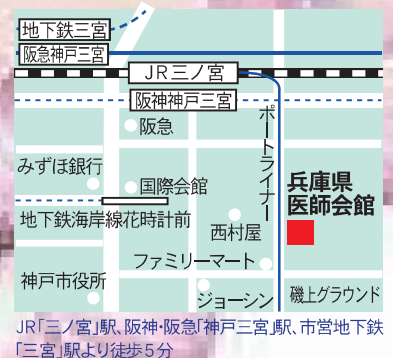 地下鉄三宮
阪急神戸三宮
JR三ノ宮
阪神神戸三宮
阪急
ポートライナー
みずほ銀行
国際会館
兵庫県
医師会館
地下鉄海岸線花時計前
西村屋
ファミリーマート
神戸市役所
ジョーシン
磯上グラウンド
JR「三ノ宮」駅、阪神・阪急「神戸三宮」駅、市営地下鉄
「三宮」駅より徒歩5分